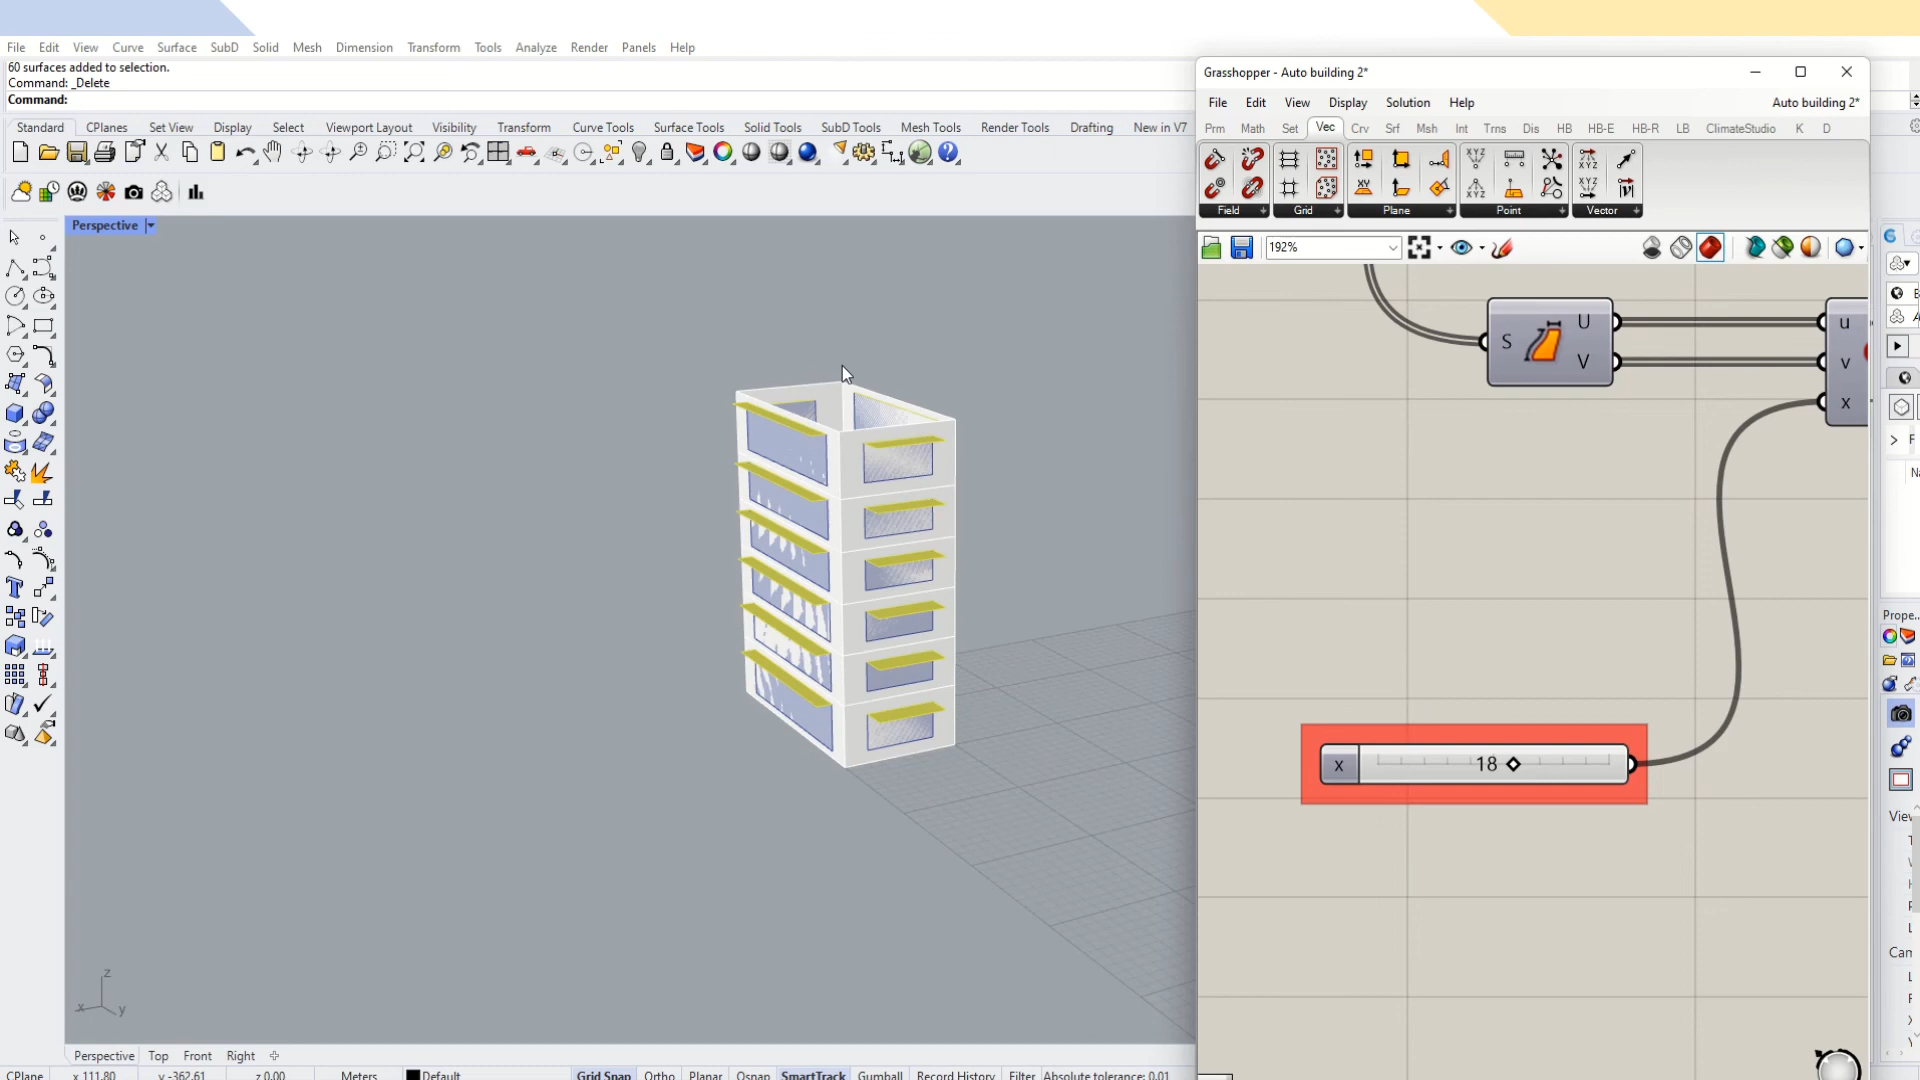 File Edit View Curve Surface SubD Solid Mesh Dimension Transform Tools Analyze Render Panels Help
60 surfaces added to selection.
Command: _Delete
Command:
Standard CPlanes Set View Display Select Viewport Layout Visibility Transform Curve Tools Surface Tools Solid Tools SubD Tools Mesh Tools Render Tools Drafting New in V7
Perspective
z
x
y
Perspective Top Front Right
CPlane x 111.80 y -362.61 z 0.00 Meters Default Grid Snap Ortho Planar Osnap SmartTrack Gumball Record History Filter Absolute tolerance: 0.01
Grasshopper - Auto building 2*
File Edit View Display Solution Help Auto building 2*
Prm Math Set Vec Crv Srf Msh Int Trns Dis HB HB-E HB-R LB ClimateStudio K D
Field Grid Plane Point Vector
192%
S U V
u
v
x
x 18
Prope...